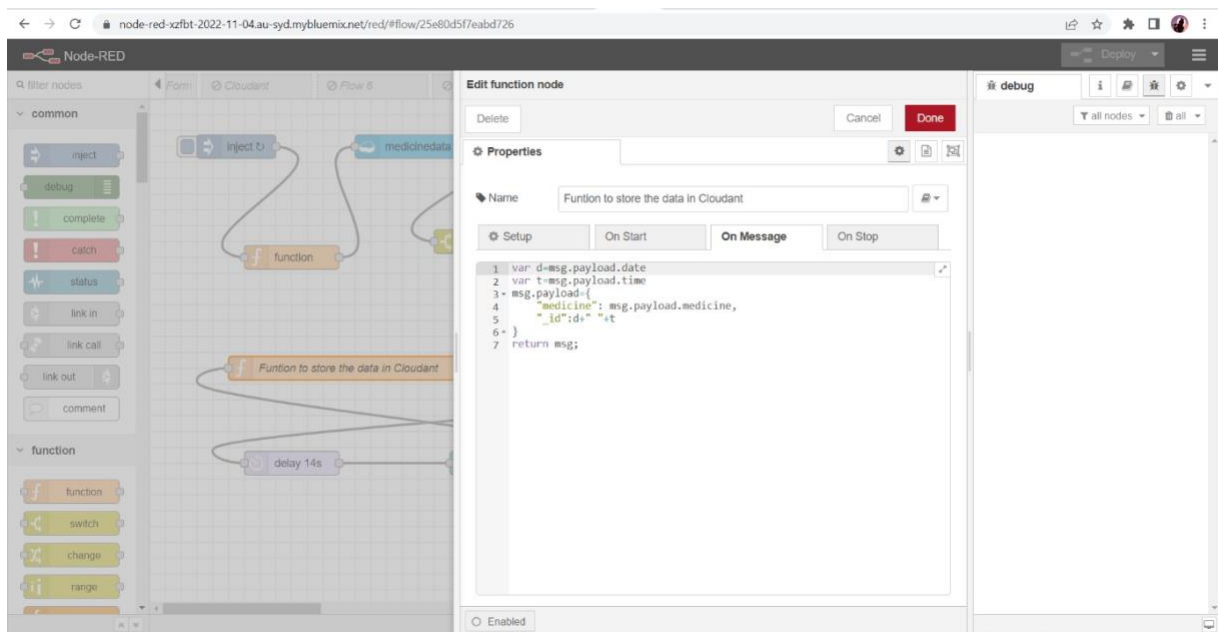 node-red-xzfbt-2022-11-04.au-syd.mybluemix.net/red/#flow/25e80d5f7eabd726
Node-RED
Deploy
filter nodes
Form
Cloudant
Flow 6
Edit function node
debug
i
all nodes
all
common
Delete
Cancel
Done
inject
inject
medicinedata
Properties
debug
Name
Funtion to store the data in Cloudant
complete
Setup
On Start
On Message
On Stop
catch
function
status
link in
link call
link out
comment
1 var d=msg.payload.date
2 var t=msg.payload.time
3 msg.payload={
4 "medicine": msg.payload.medicine,
5 "_id":d+" "+t
6 }
7 return msg;
Funtion to store the data in Cloudant
function
delay 14s
function
switch
change
range
Enabled